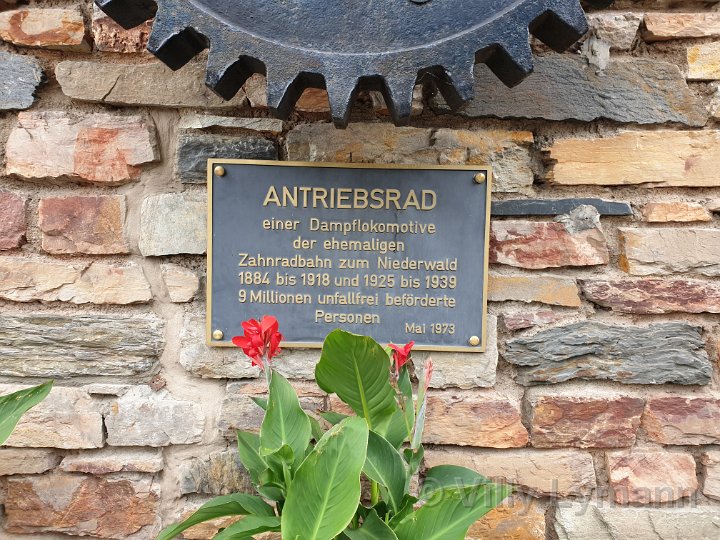 ANTRIEBSRAD
einer Dampflokomotive
der ehemaligen
Zahnradbahn zum Niederwald
1884 bis 1918 und 1925 bis 1939
9 Millionen unfallfrei beförderte
Personen
Mai 1973
© Willy Lymann